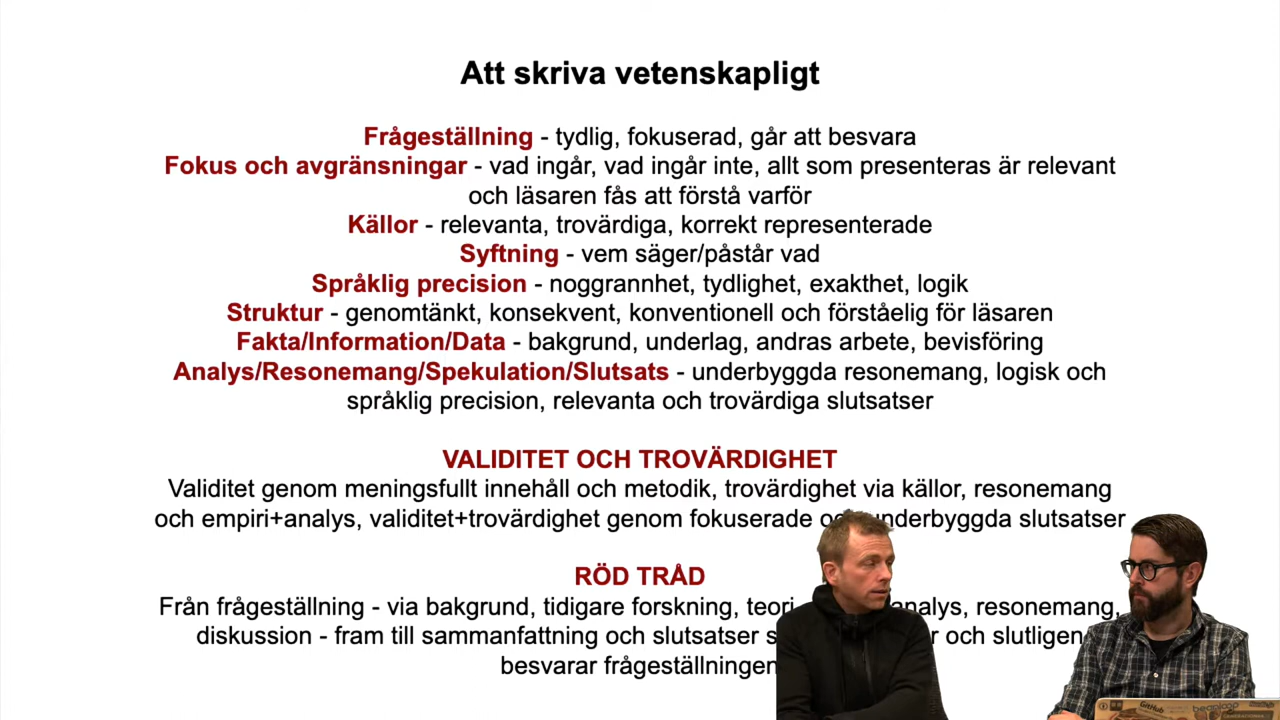 Att skriva vetenskapligt
Frågeställning - tydlig, fokuserad, går att besvara
Fokus och avgränsningar - vad ingår, vad ingår inte, allt som presenteras är relevant
och läsaren fås att förstå varför
Källor - relevanta, trovärdiga, korrekt representerade
Syftning - vem säger/påstår vad
Språklig precision - noggrannhet, tydlighet, exakthet, logik
Struktur - genomtänkt, konsekvent, konventionell och förståelig för läsaren
Fakta/Information/Data - bakgrund, underlag, andras arbete, bevisföring
Analys/Resonemang/Spekulation/Slutsats - underbyggda resonemang, logisk och
språklig precision, relevanta och trovärdiga slutsatser
VALIDITET OCH TROVÄRDIGHET
Validitet genom meningsfullt innehåll och metodik, trovärdighet via källor, resonemang
och empiri+analys, validitet+trovärdighet genom fokuserade underbyggda slutsatser
RÖD TRÅD
Från frågeställning - via bakgrund, tidigare forskning, teori analys, resonemang,
diskussion - fram till sammanfattning och slutsatser och slutligen
besvarar frågeställningen
GitHub